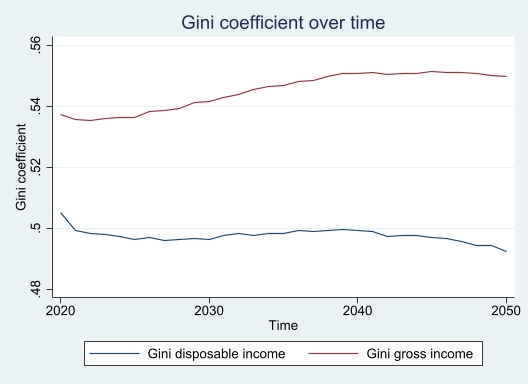 Gini coefficient over time
Gini coefficient
.56
.54
.52
.5
.48
2020
2030
2040
2050
Time
Gini disposable income
Gini gross income